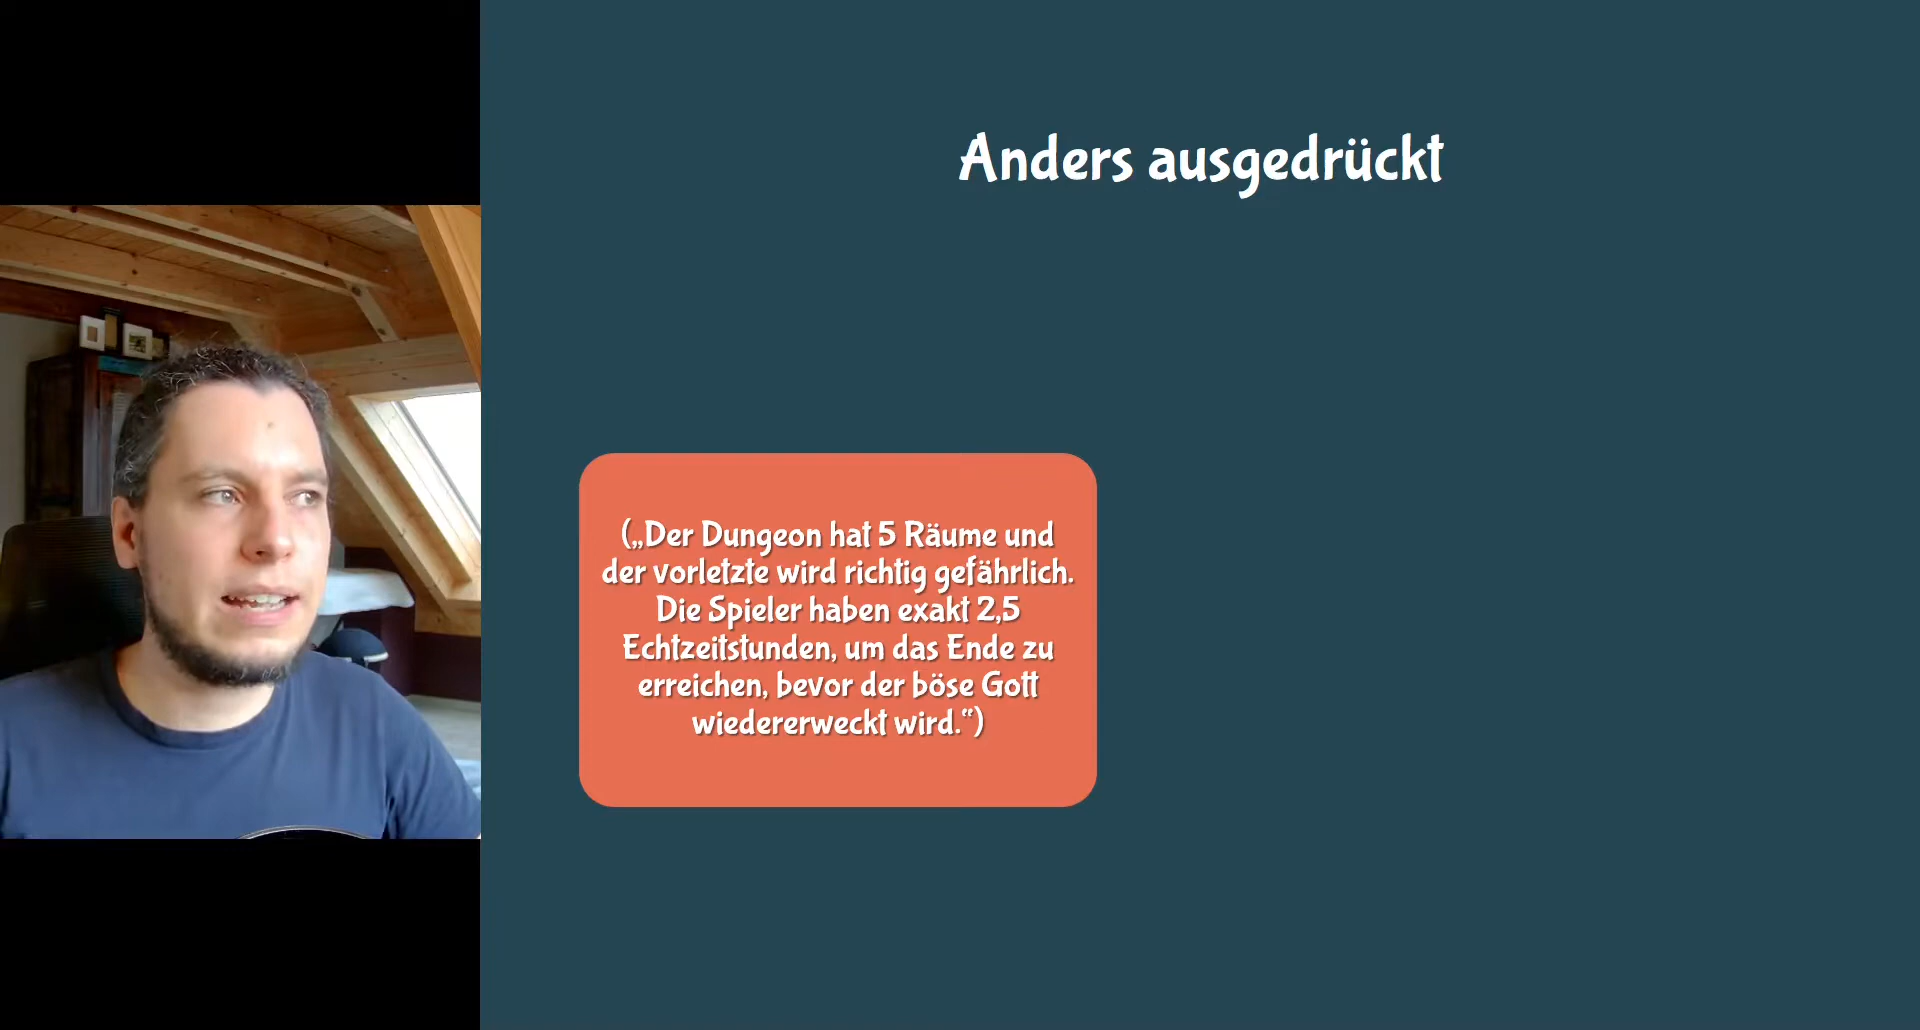 Anders ausgedrückt
(„Der Dungeon hat 5 Räume und
der vorletzte wird richtig gefährlich.
Die Spieler haben exakt 2,5
Echtzeitstunden, um das Ende zu
erreichen, bevor der böse Gott
wiedererweckt wird.“)